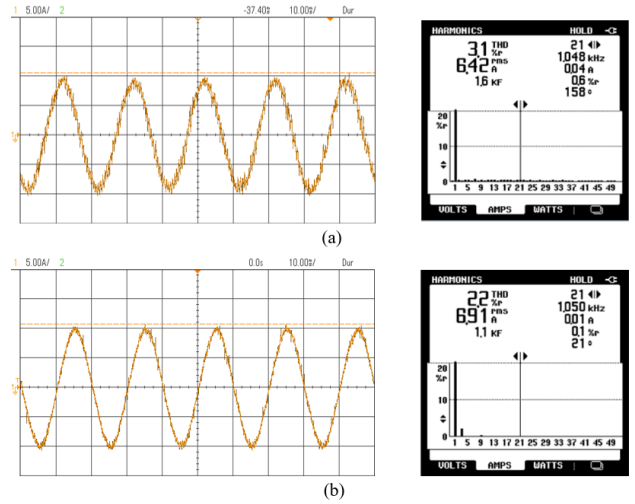 1 5.00A/ 2 -37.40% 10.00%/ Dur
HARMONICS HOLD
3.1 THD %r
6.42 rms A
1.6 KF
21
1.048 kHz
0.04 A
0.6 %r
158 °
20
%r
10
0
1 5 9 13 17 21 25 29 33 37 41 45 49
VOLTS AMPS WATTS
(a)
1 5.00A/ 2 0.0s 10.00%/ Dur
HARMONICS HOLD
2.2 THD %r
6.91 rms A
1.1 KF
21
1.050 kHz
0.01 A
0.1 %r
21 °
20
%r
10
0
1 5 9 13 17 21 25 29 33 37 41 45 49
VOLTS AMPS WATTS
(b)